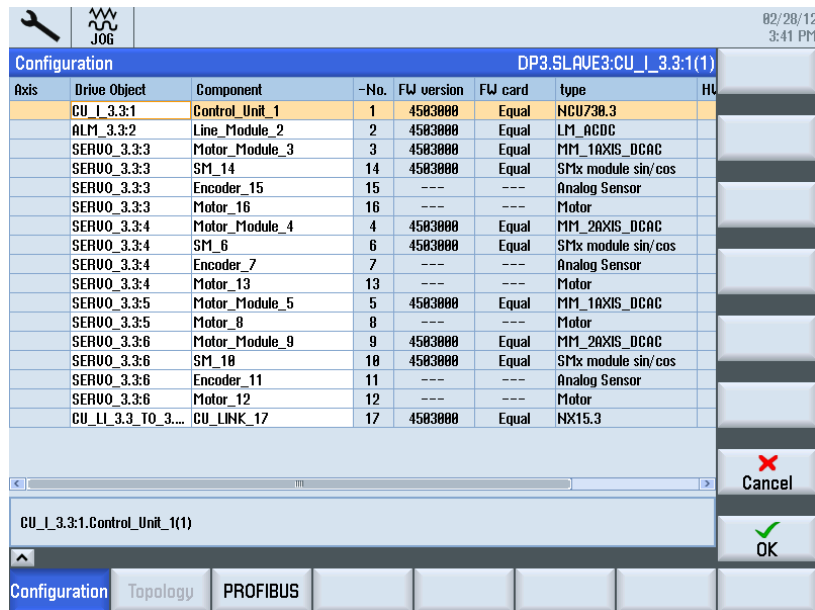 JOG
02/28/12
3:41 PM
Configuration DP3.SLAVE3:CU_I_3.3:1(1)
Axis Drive Object Component -No. FW version FW card type
CU_I_3.3:1 Control_Unit_1 1 4503000 Equal NCU730.3
ALM_3.3:2 Line_Module_2 2 4503000 Equal LM_ACDC
SERVO_3.3:3 Motor_Module_3 3 4503000 Equal MM_1AXIS_DCAC
SERVO_3.3:3 SM_14 14 4503000 Equal SMx module sin/cos
SERVO_3.3:3 Encoder_15 15 --- --- Analog Sensor
SERVO_3.3:3 Motor_16 16 --- --- Motor
SERVO_3.3:4 Motor_Module_4 4 4503000 Equal MM_2AXIS_DCAC
SERVO_3.3:4 SM_6 6 4503000 Equal SMx module sin/cos
SERVO_3.3:4 Encoder_7 7 --- --- Analog Sensor
SERVO_3.3:4 Motor_13 13 --- --- Motor
SERVO_3.3:5 Motor_Module_5 5 4503000 Equal MM_1AXIS_DCAC
SERVO_3.3:5 Motor_8 8 --- --- Motor
SERVO_3.3:6 Motor_Module_9 9 4503000 Equal MM_2AXIS_DCAC
SERVO_3.3:6 SM_10 10 4503000 Equal SMx module sin/cos
SERVO_3.3:6 Encoder_11 11 --- --- Analog Sensor
SERVO_3.3:6 Motor_12 12 --- --- Motor
CU_LI_3.3_TO_3.... CU_LINK_17 17 4503000 Equal NX15.3
Cancel
CU_I_3.3:1.Control_Unit_1(1)
OK
Configuration Topology PROFIBUS